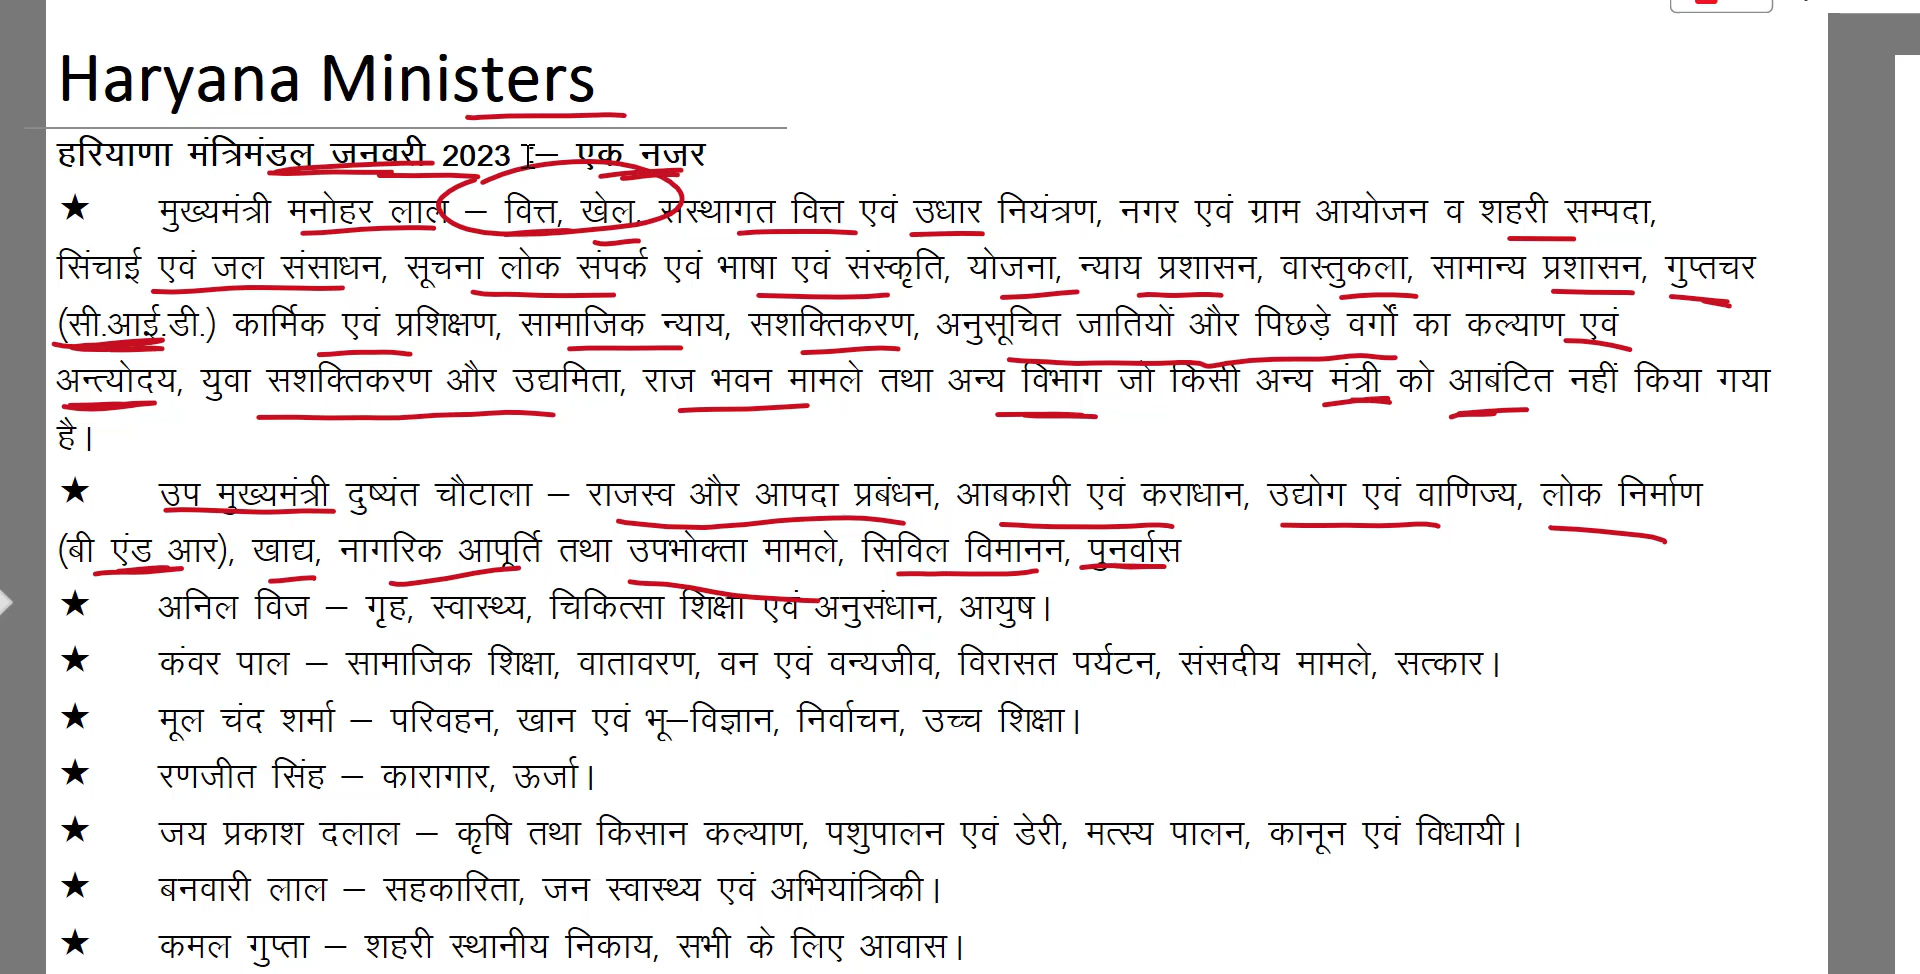 Haryana Ministers
हरियाणा मंत्रिमंडल जनवरी 2023 :– एक नजर
★ मुख्यमंत्री मनोहर लाल – वित्त, खेल, संस्थागत वित्त एवं उधार नियंत्रण, नगर एवं ग्राम आयोजन व शहरी सम्पदा,
सिंचाई एवं जल संसाधन, सूचना लोक संपर्क एवं भाषा एवं संस्कृति, योजना, न्याय प्रशासन, वास्तुकला, सामान्य प्रशासन, गुप्तचर
(सी.आई.डी.) कार्मिक एवं प्रशिक्षण, सामाजिक न्याय, सशक्तिकरण, अनुसूचित जातियों और पिछड़े वर्गों का कल्याण एवं
अन्त्योदय, युवा सशक्तिकरण और उद्यमिता, राज भवन मामले तथा अन्य विभाग जो किसी अन्य मंत्री को आबंटित नहीं किया गया
है।
★ उप मुख्यमंत्री दुष्यंत चौटाला – राजस्व और आपदा प्रबंधन, आबकारी एवं कराधान, उद्योग एवं वाणिज्य, लोक निर्माण
(बी एंड आर), खाद्य, नागरिक आपूर्ति तथा उपभोक्ता मामले, सिविल विमानन, पुनर्वास
★ अनिल विज – गृह, स्वास्थ्य, चिकित्सा शिक्षा एवं अनुसंधान, आयुष।
★ कंवर पाल – सामाजिक शिक्षा, वातावरण, वन एवं वन्यजीव, विरासत पर्यटन, संसदीय मामले, सत्कार।
★ मूल चंद शर्मा – परिवहन, खान एवं भू–विज्ञान, निर्वाचन, उच्च शिक्षा।
★ रणजीत सिंह – कारागार, ऊर्जा।
★ जय प्रकाश दलाल – कृषि तथा किसान कल्याण, पशुपालन एवं डेरी, मत्स्य पालन, कानून एवं विधायी।
★ बनवारी लाल – सहकारिता, जन स्वास्थ्य एवं अभियांत्रिकी।
★ कमल गुप्ता – शहरी स्थानीय निकाय, सभी के लिए आवास।